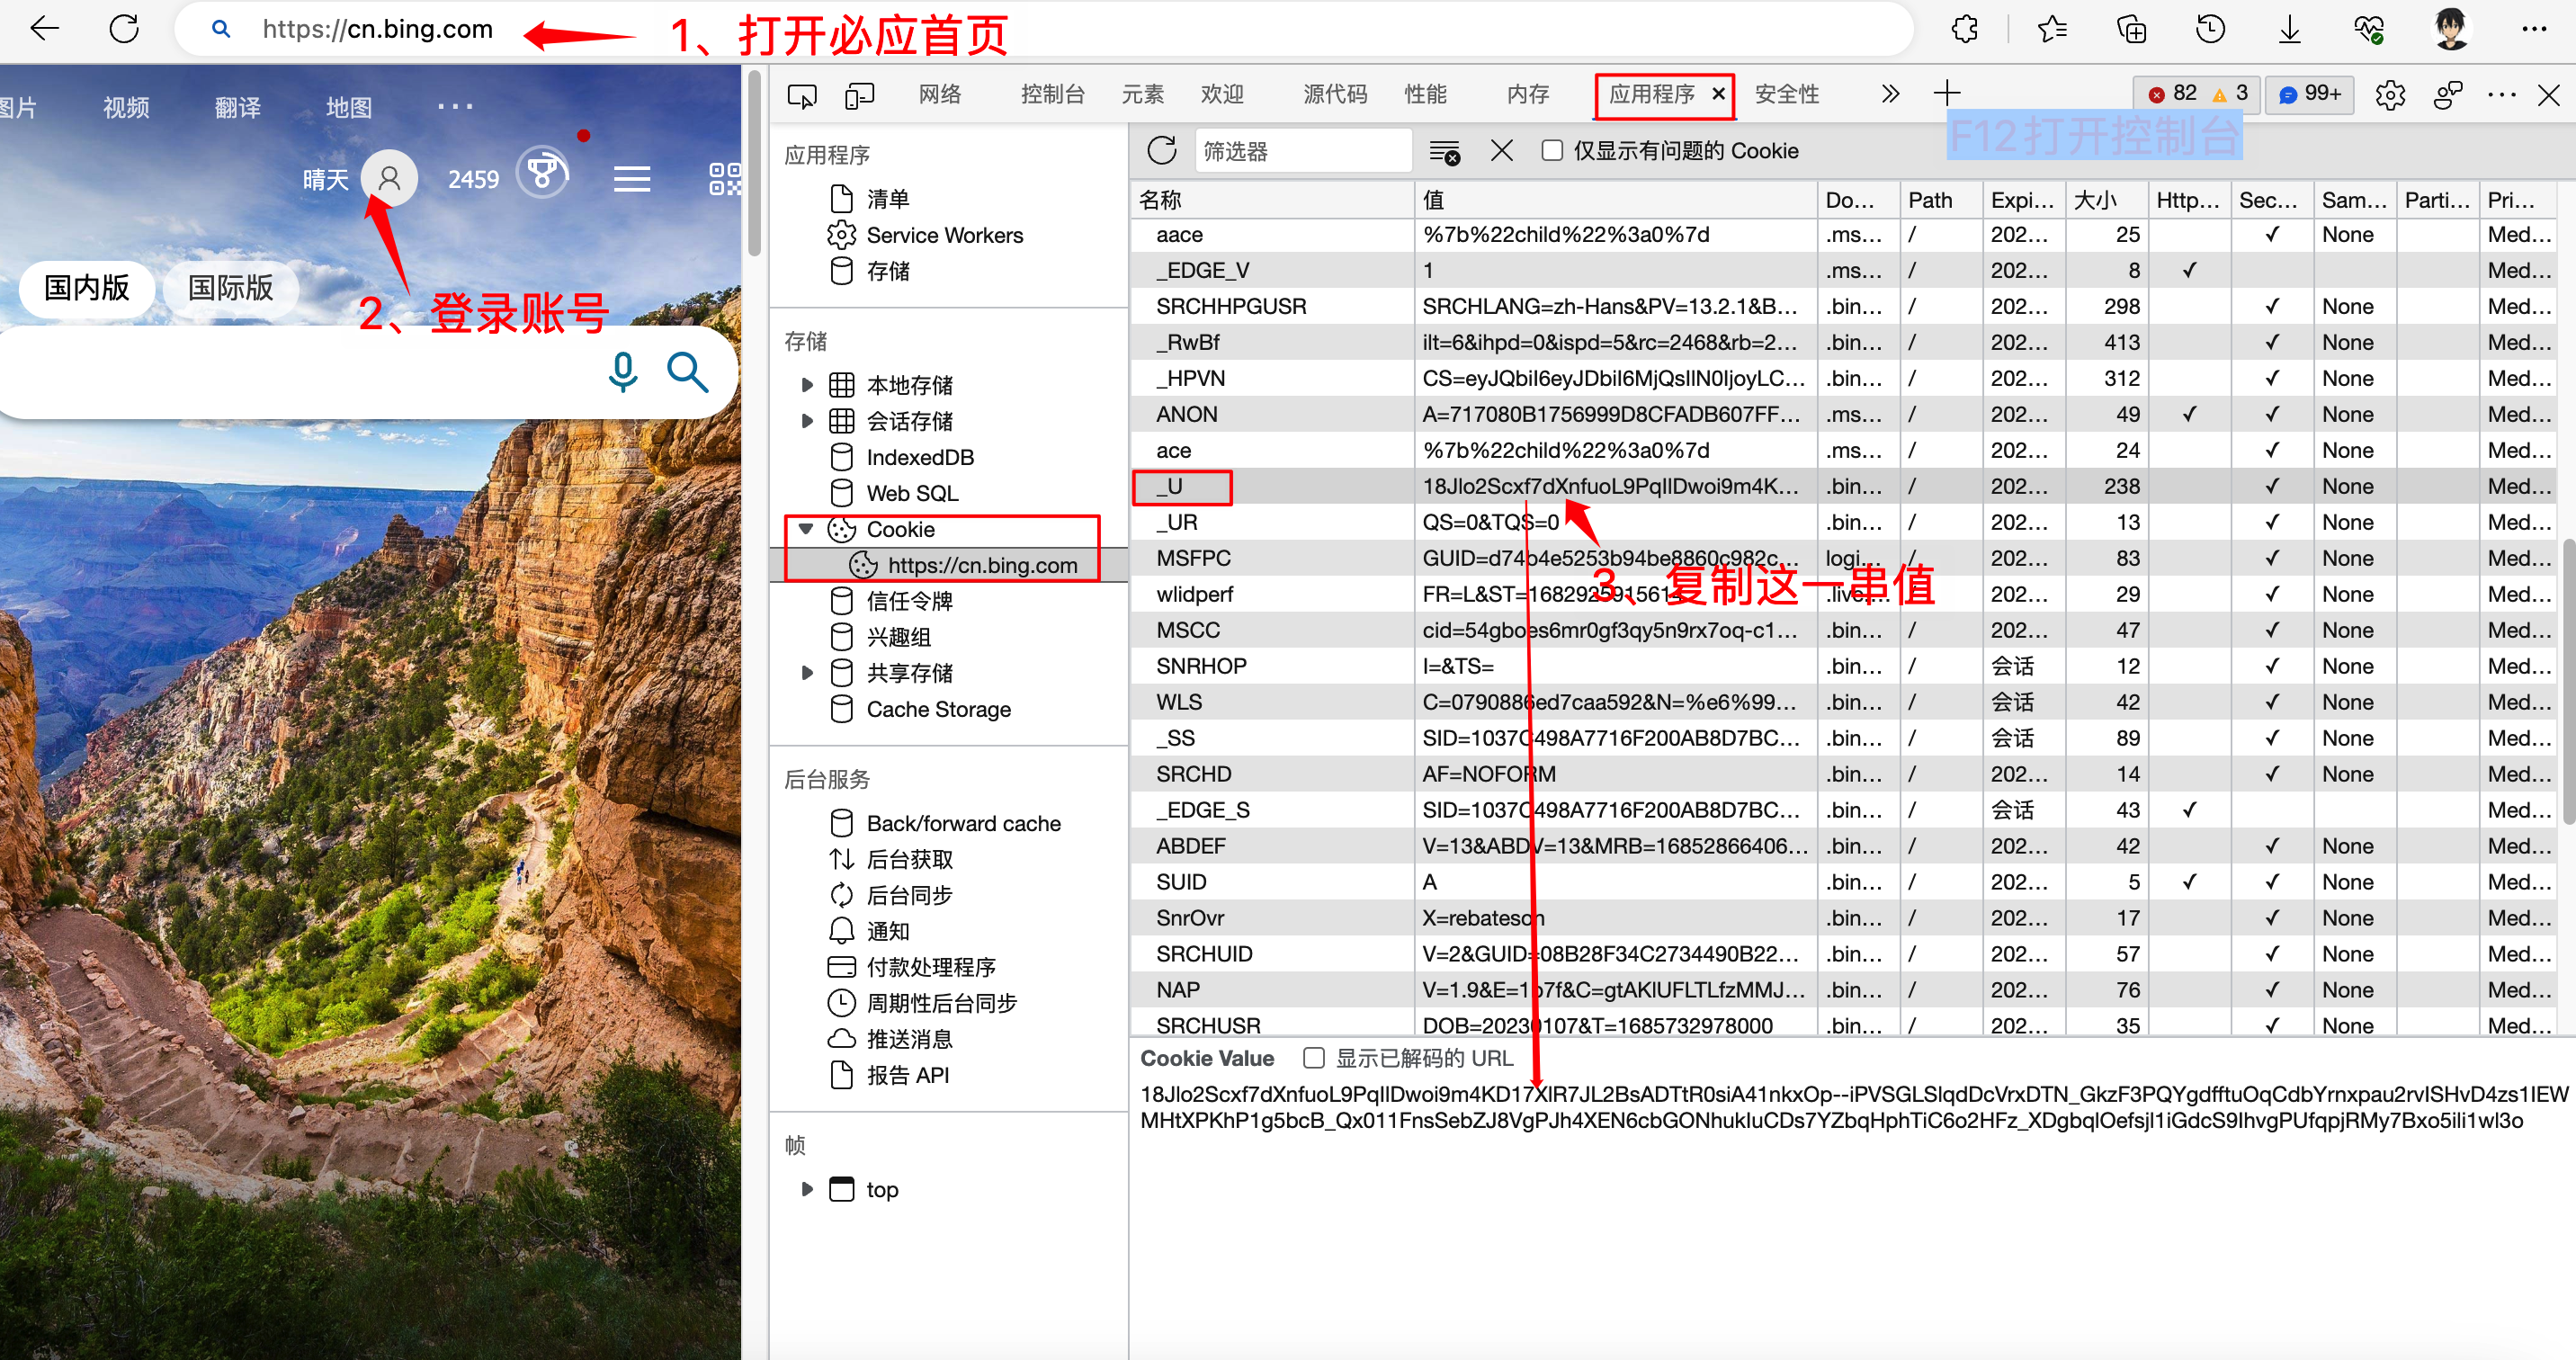 https://cn.bing.com
1、打开必应首页
图片 视频 翻译 地图 ···
晴天 2459
国内版 国际版
2、登录账号
网络 控制台 元素 欢迎 源代码 性能 内存 应用程序 安全性 82 3 99+
F12打开控制台
应用程序
清单
Service Workers
存储
存储
本地存储
会话存储
IndexedDB
Web SQL
Cookie
https://cn.bing.com
信任令牌
兴趣组
共享存储
Cache Storage
后台服务
Back/forward cache
后台获取
后台同步
通知
付款处理程序
周期性后台同步
推送消息
报告 API
帧
top
筛选器 仅显示有问题的 Cookie
名称 值 Do... Path Expi... 大小 Http... Sec... Sam... Parti... Pri...
aace %7b%22child%22%3a0%7d .ms... / 202... 25 ✓ None Med...
_EDGE_V 1 .ms... / 202... 8 ✓ Med...
SRCHHPGUSR SRCHLANG=zh-Hans&PV=13.2.1&B... .bin... / 202... 298 ✓ None Med...
_RwBf ilt=6&ihpd=0&ispd=5&rc=2468&rb=2... .bin... / 202... 413 ✓ None Med...
_HPVN .bin... / 202... 312 ✓ None Med...
ANON A=717080B1756999D8CFADB607FF... .ms... / 202... 49 ✓ ✓ None Med...
ace %7b%22child%22%3a0%7d .ms... / 202... 24 ✓ None Med...
_U .bin... / 202... 238 ✓ None Med...
_UR QS=0&TQS=0 .bin... / 202... 13 ✓ None Med...
MSFPC GUID=d74b4e5253b94be8860c982c... logi... / 202... 83 ✓ None Med...
wlidperf 202... 29 ✓ None Med...
3、复制这一串值
MSCC cid=54gboes6mr0gf3qy5n9rx7oq-c1... .bin... / 202... 47 ✓ None Med...
SNRHOP I=&TS= .bin... / 会话 12 ✓ None Med...
WLS C=0790886ed7caa592&N=%e6%99... .bin... / 会话 42 ✓ None Med...
_SS SID=1037C498A7716F200AB8D7BC... .bin... / 会话 89 ✓ None Med...
SRCHD AF=NOFORM .bin... / 202... 14 ✓ None Med...
_EDGE_S SID=1037C498A7716F200AB8D7BC... .bin... / 会话 43 ✓ Med...
ABDEF V=13&ABDV=13&MRB=16852866406... .bin... / 202... 42 ✓ None Med...
SUID A .bin... / 202... 5 ✓ ✓ None Med...
SnrOvr X=rebateson .bin... / 202... 17 ✓ None Med...
SRCHUID V=2&GUID=08B28F34C2734490B22... .bin... / 202... 57 ✓ None Med...
NAP .bin... / 202... 76 ✓ None Med...
SRCHUSR DOB=20230107&T=1685732978000 .bin... / 202... 35 ✓ None Med...
Cookie Value 显示已解码的 URL